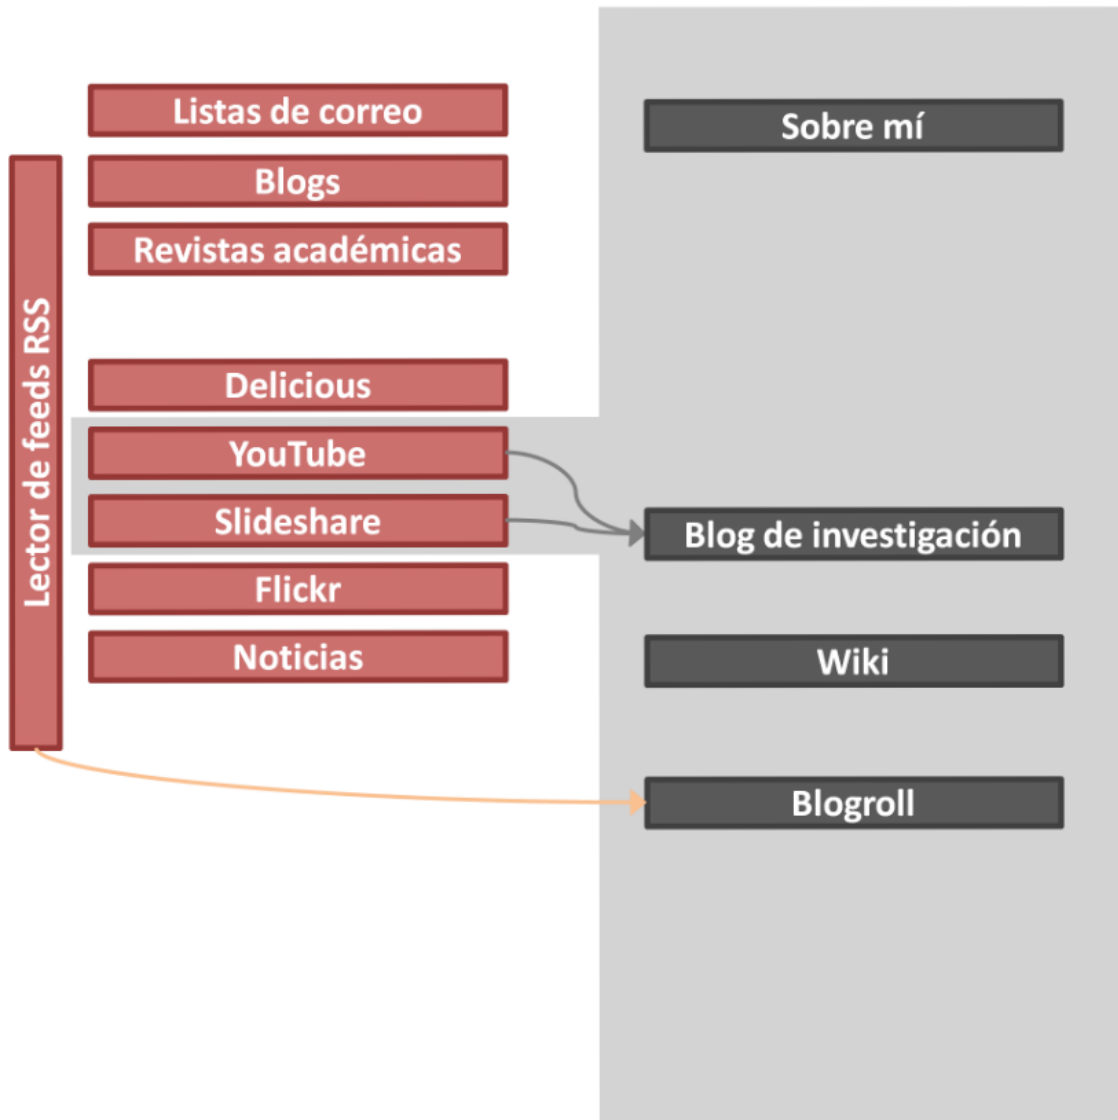 Listas de correo
Blogs
Revistas académicas
Delicious
YouTube
Slideshare
Flickr
Noticias
Lector de feeds RSS
Sobre mí
Blog de investigación
Wiki
Blogroll